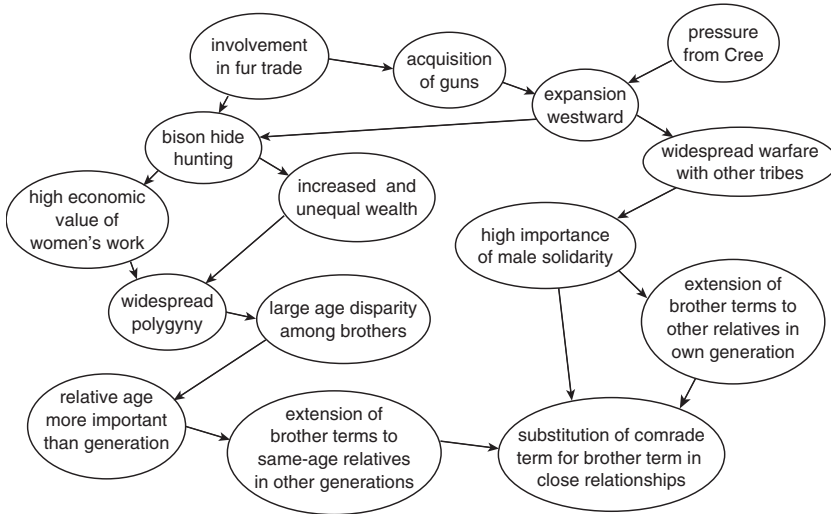 involvement
in fur trade
acquisition
of guns
pressure
from Cree
expansion
westward
bison hide
hunting
widespread warfare
with other tribes
high economic
value of
women's work
increased and
unequal wealth
high importance
of male solidarity
widespread
polygyny
large age disparity
among brothers
extension of
brother terms to
other relatives in
own generation
relative age
more important
than generation
extension of
brother terms to
same-age relatives
in other generations
substitution of comrade
term for brother term in
close relationships